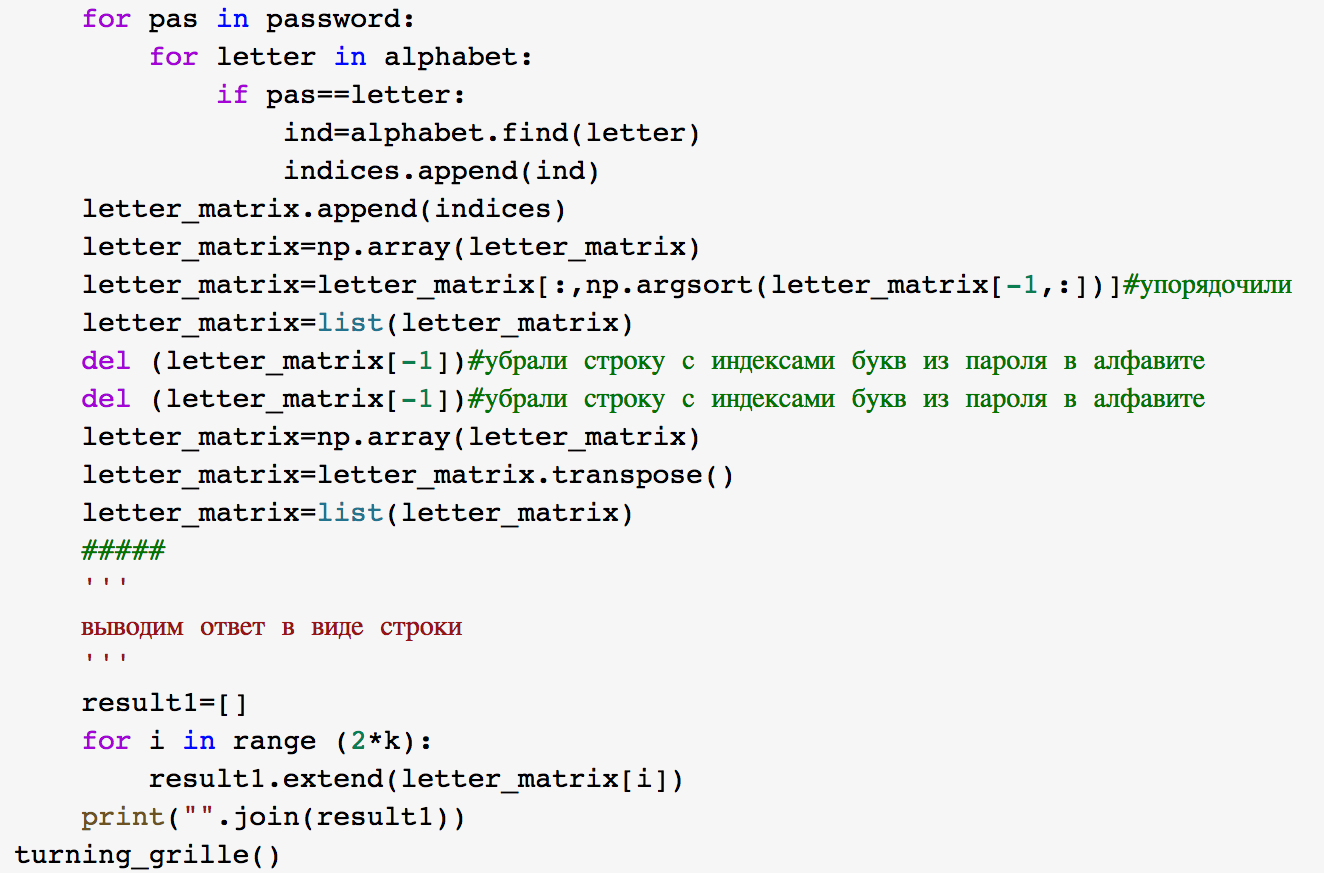 for pas in password:
        for letter in alphabet:
            if pas==letter:
                ind=alphabet.find(letter)
                indices.append(ind)
    letter_matrix.append(indices)
    letter_matrix=np.array(letter_matrix)
    letter_matrix=letter_matrix[:,np.argsort(letter_matrix[-1,:])]#упорядочили
    letter_matrix=list(letter_matrix)
    del (letter_matrix[-1])#убрали строку с индексами букв из пароля в алфавите
    del (letter_matrix[-1])#убрали строку с индексами букв из пароля в алфавите
    letter_matrix=np.array(letter_matrix)
    letter_matrix=letter_matrix.transpose()
    letter_matrix=list(letter_matrix)
    #####
    '''
    выводим ответ в виде строки
    '''
    result1=[]
    for i in range (2*k):
        result1.extend(letter_matrix[i])
    print("".join(result1))
turning_grille()